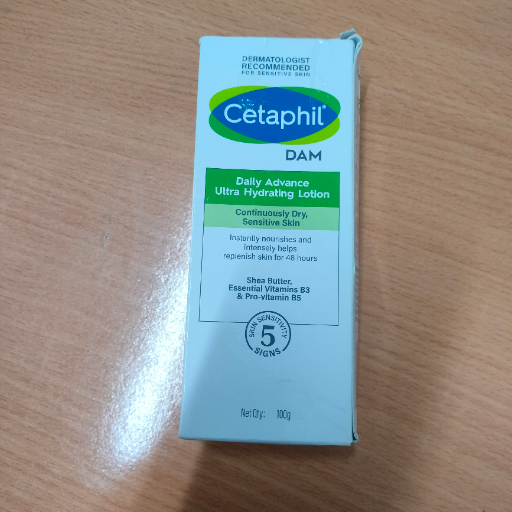 DERMATOLOGIST
RECOMMENDED
FOR SENSITIVE SKIN
Cetaphil®
DAM
Daily Advance
Ultra Hydrating Lotion
Continuously Dry,
Sensitive Skin
Instantly nourishes and
intensely helps
replenish skin for 48 hours
Shea Butter,
Essential Vitamins B3
& Pro-vitamin B5
SKIN SENSITIVITY
5
SIGNS
Net Qty.: 100g